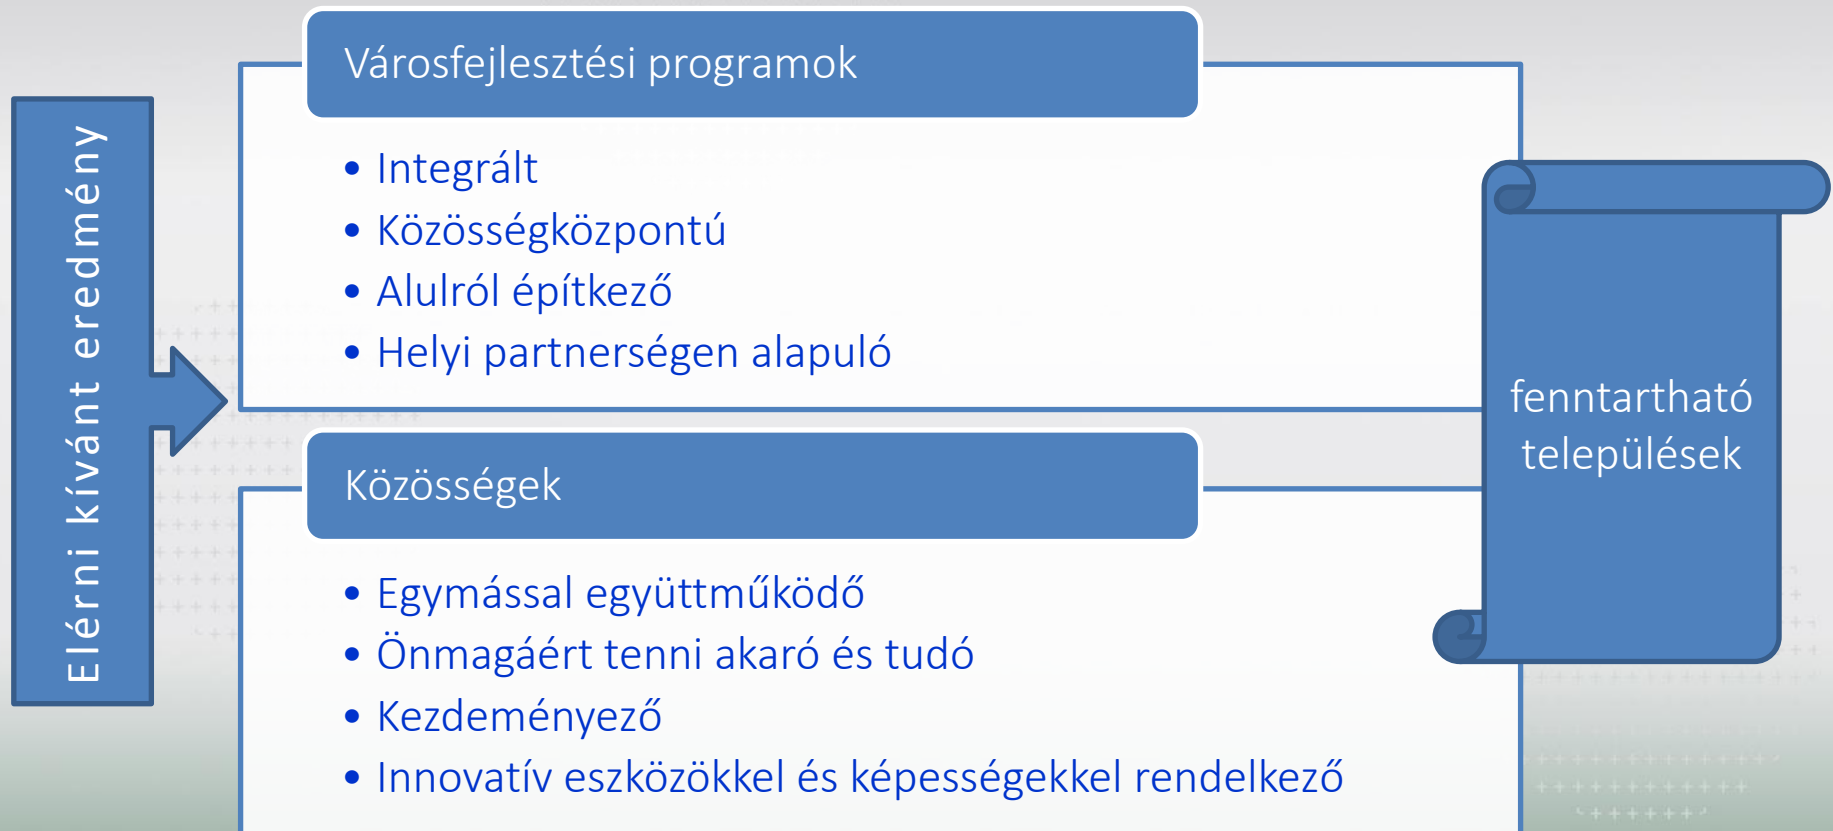 Elérni kívánt eredmény
Városfejlesztési programok
• Integrált
• Közösségközpontú
• Alulról építkező
• Helyi partnerségen alapuló
Közösségek
• Egymással együttműködő
• Önmagáért tenni akaró és tudó
• Kezdeményező
• Innovatív eszközökkel és képességekkel rendelkező
fenntartható
települések